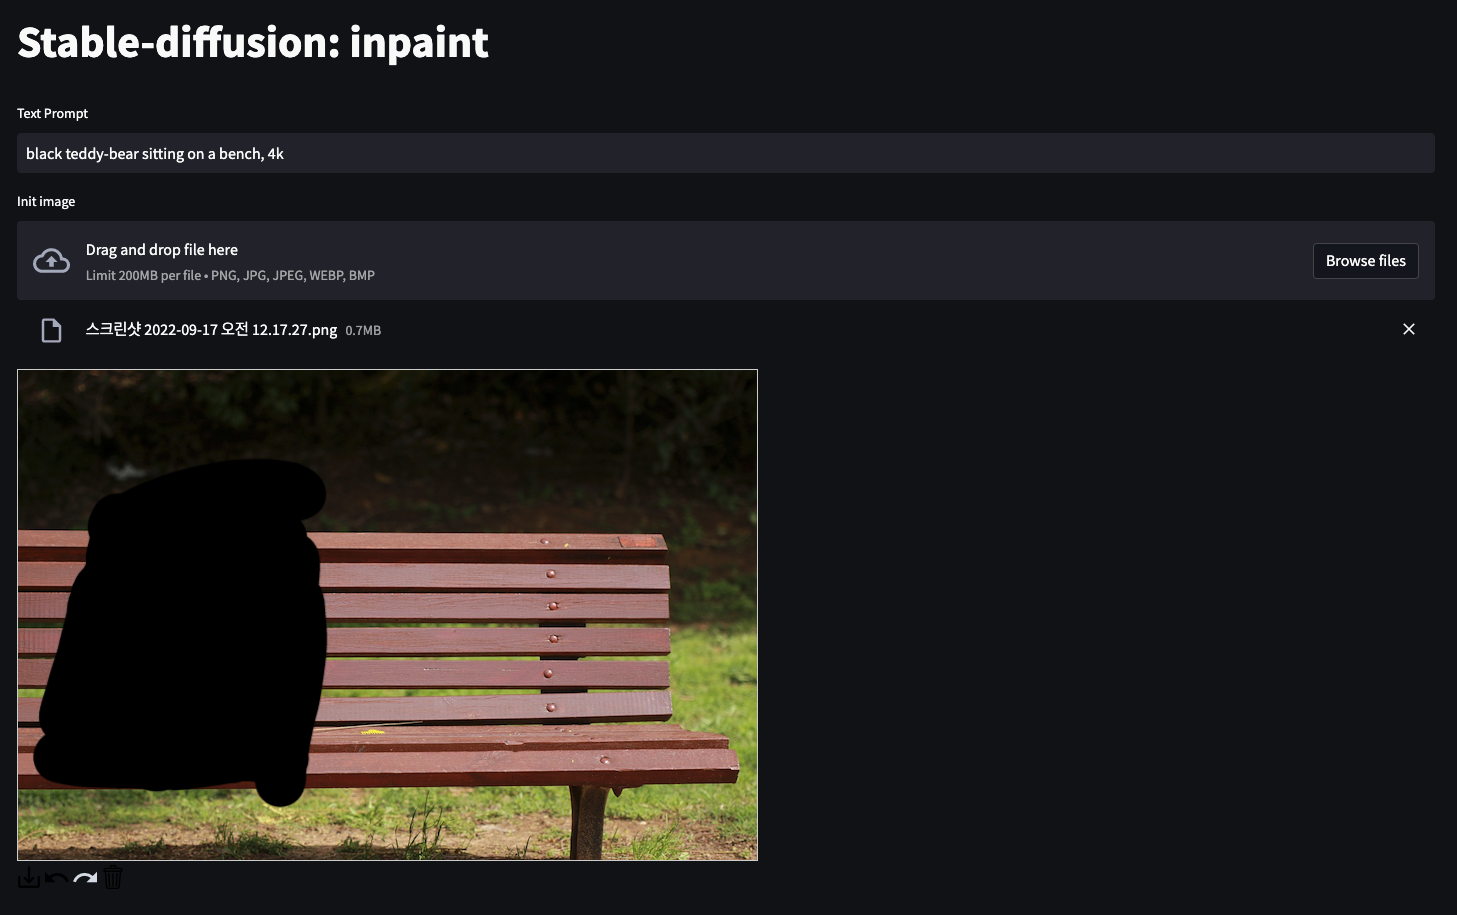 Stable-diffusion: inpaint
Text Prompt
black teddy-bear sitting on a bench, 4k
Init image
Drag and drop file here
Limit 200MB per file • PNG, JPG, JPEG, WEBP, BMP
Browse files
스크린샷 2022-09-17 오전 12.17.27.png 0.7MB